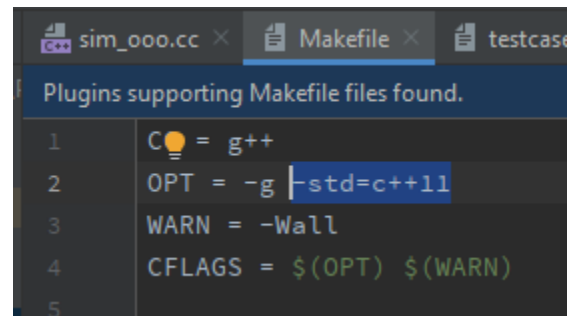 C++ sim_ooo.cc × Makefile × testcase
Plugins supporting Makefile files found.
1 C = g++
2 OPT = -g -std=c++11
3 WARN = -Wall
4 CFLAGS = $(OPT) $(WARN)
5